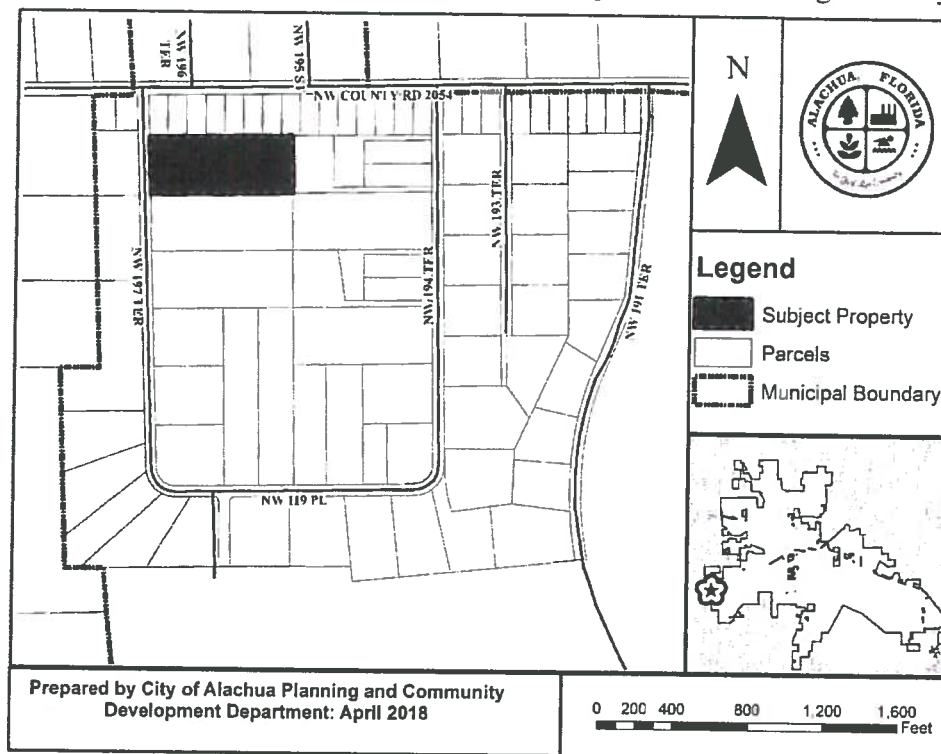 NW 196
TER
NW 195 ST
NW COUNTY RD 2054
NW 197 TER
NW 194 TER
NW 193 TER
NW 191 TER
NW 119 PL
N
ALACHUA, FLORIDA
Legend
Subject Property
Parcels
Municipal Boundary
Prepared by City of Alachua Planning and Community
Development Department: April 2018
0 200 400 800 1,200 1,600
Feet